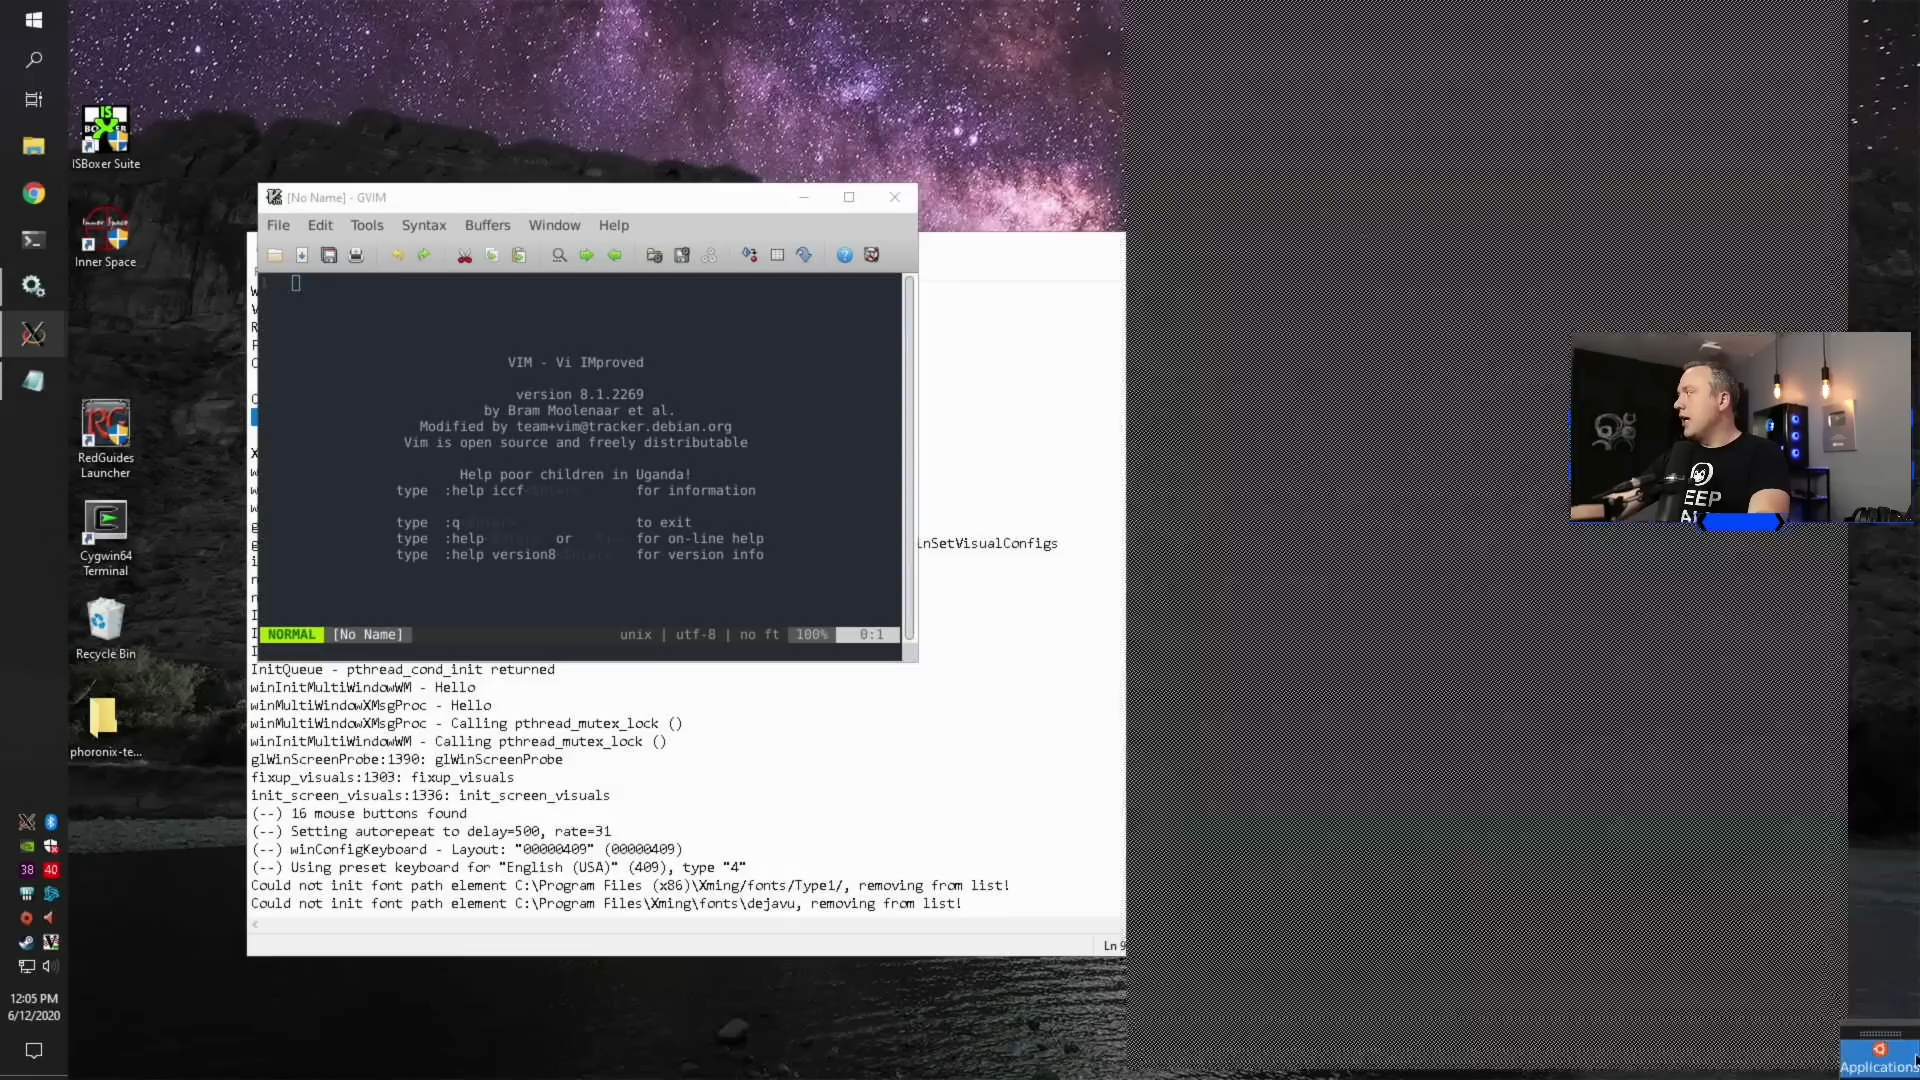 ISBoxer Suite
Inner Space
RedGuides
Launcher
Cygwin64
Terminal
Recycle Bin
phoronix-te...
38 40
12:05 PM
6/12/2020
[No Name] - GVIM
File Edit Tools Syntax Buffers Window Help
VIM - Vi IMproved
version 8.1.2269
by Bram Moolenaar et al.
Modified by team+vim@tracker.debian.org
Vim is open source and freely distributable
Help poor children in Uganda!
type :help iccf for information
type :q to exit
type :help or for on-line help
type :help version8 for version info
NORMAL [No Name] unix | utf-8 | no ft 100% 0:1
inSetVisualConfigs
InitQueue - pthread_cond_init returned
winInitMultiWindowWM - Hello
winMultiWindowXMsgProc - Hello
winMultiWindowXMsgProc - Calling pthread_mutex_lock ()
winInitMultiWindowWM - Calling pthread_mutex_lock ()
glWinScreenProbe:1390: glWinScreenProbe
fixup_visuals:1303: fixup_visuals
init_screen_visuals:1336: init_screen_visuals
(--) 16 mouse buttons found
(--) Setting autorepeat to delay=500, rate=31
(--) winConfigKeyboard - Layout: "00000409" (00000409)
(--) Using preset keyboard for "English (USA)" (409), type "4"
Could not init font path element C:\Program Files (x86)\Xming/fonts/Type1/, removing from list!
Could not init font path element C:\Program Files\Xming\fonts\dejavu, removing from list!
Ln 9
Applications